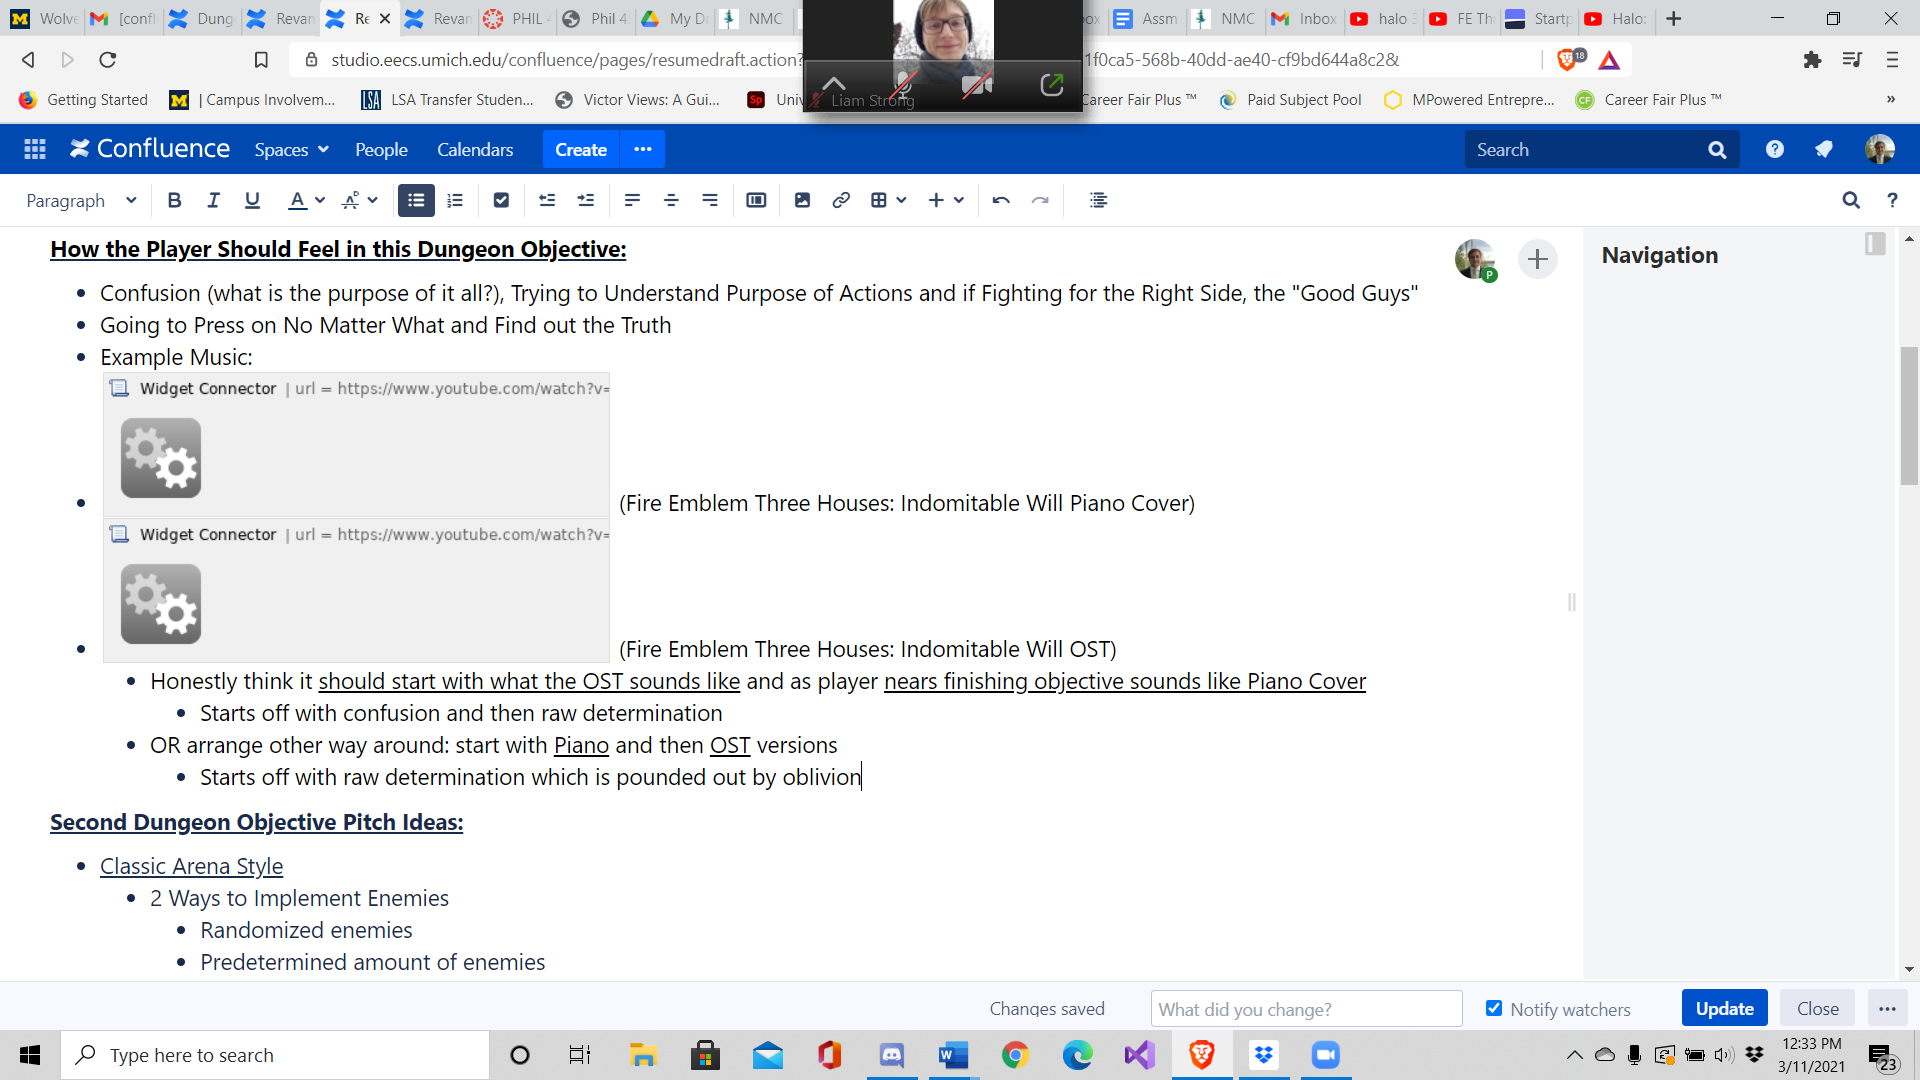 Wolve
[conf
Dung
Revan
Re
Revan
PHIL
Phil 4
My D
NMC
Assm
NMC
Inbox
halo 3
FE Th
Startp
Halo:
studio.eecs.umich.edu/confluence/pages/resumedraft.action?
1f0ca5-568b-40dd-ae40-cf9bd644a8c2&
18
Liam Strong
Getting Started
| Campus Involvem...
LSA Transfer Studen...
Victor Views: A Gui...
Career Fair Plus ™
Paid Subject Pool
MPowered Entrepre...
Career Fair Plus ™
»
Confluence
Spaces
People
Calendars
Create
Search
Paragraph
How the Player Should Feel in this Dungeon Objective:
Navigation
P
• Confusion (what is the purpose of it all?), Trying to Understand Purpose of Actions and if Fighting for the Right Side, the "Good Guys"
• Going to Press on No Matter What and Find out the Truth
• Example Music:
Widget Connector | url = https://www.youtube.com/watch?v=
• (Fire Emblem Three Houses: Indomitable Will Piano Cover)
Widget Connector | url = https://www.youtube.com/watch?v=
• (Fire Emblem Three Houses: Indomitable Will OST)
• Honestly think it should start with what the OST sounds like and as player nears finishing objective sounds like Piano Cover
• Starts off with confusion and then raw determination
• OR arrange other way around: start with Piano and then OST versions
• Starts off with raw determination which is pounded out by oblivion
Second Dungeon Objective Pitch Ideas:
• Classic Arena Style
• 2 Ways to Implement Enemies
• Randomized enemies
• Predetermined amount of enemies
Changes saved
What did you change?
Notify watchers
Update
Close
Type here to search
12:33 PM
3/11/2021
23